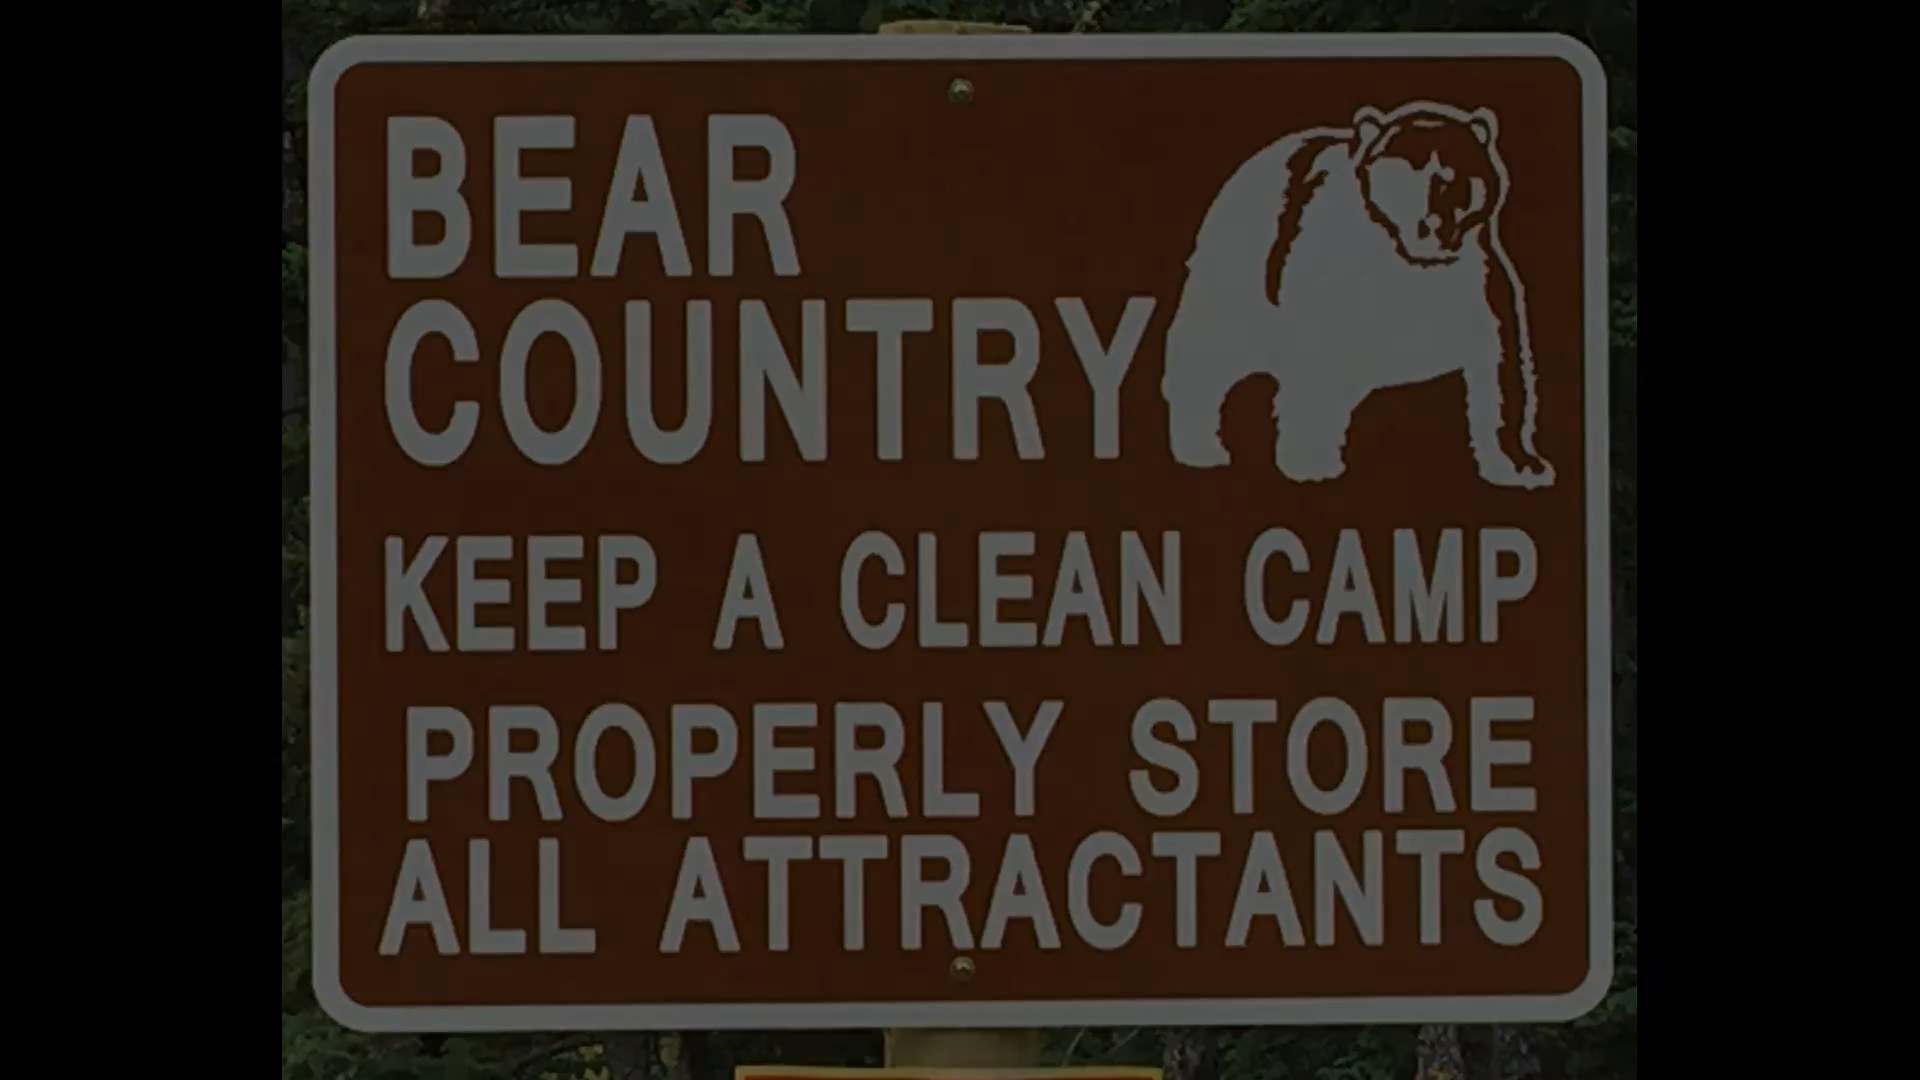 BEAR
COUNTRY
KEEP A CLEAN CAMP
PROPERLY STORE
ALL ATTRACTANTS